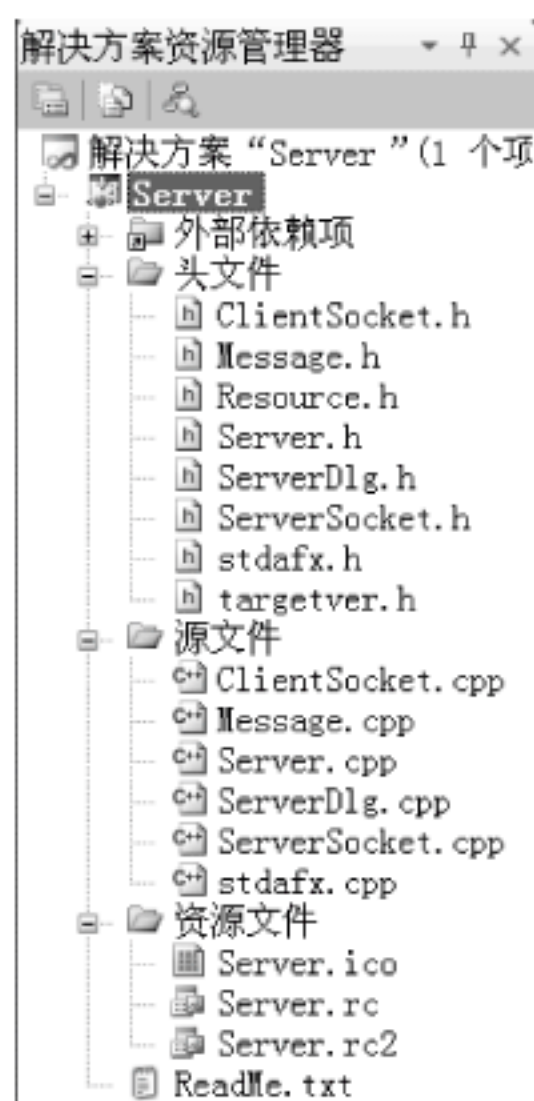 解决方案资源管理器
解决方案“Server”(1 个项
Server
外部依赖项
头文件
ClientSocket.h
Message.h
Resource.h
Server.h
ServerDlg.h
ServerSocket.h
stdafx.h
targetver.h
源文件
ClientSocket.cpp
Message.cpp
Server.cpp
ServerDlg.cpp
ServerSocket.cpp
stdafx.cpp
资源文件
Server.ico
Server.rc
Server.rc2
ReadMe.txt